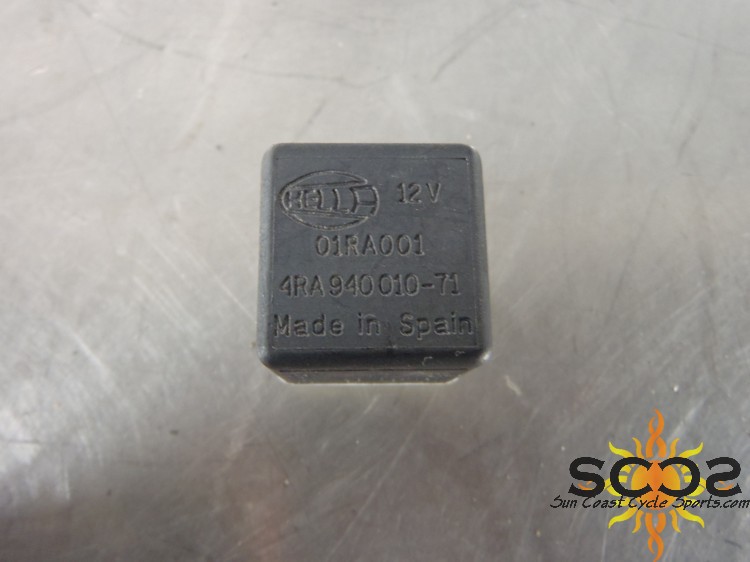 HELLA 12V
01RA001
4RA 940 010-71
Made in Spain
SCCS
Sun Coast Cycle Sports.com